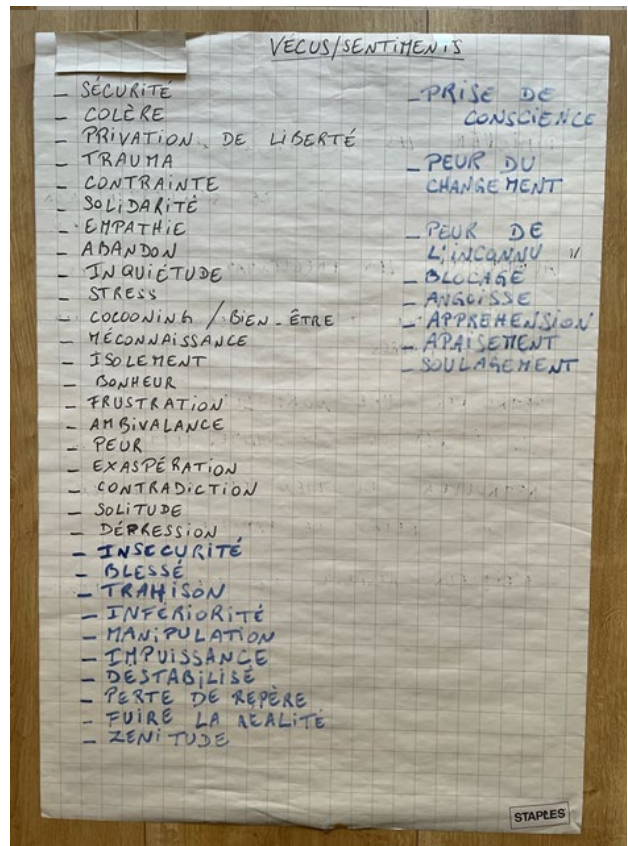 VÉCUS/SENTIMENTS
_ SÉCURITÉ
_ COLÈRE
_ PRIVATION DE LIBERTÉ
_ TRAUMA
_ CONTRAINTE
_ SOLIDARITÉ
_ EMPATHIE
_ ABANDON
_ INQUIÉTUDE
_ STRESS
_ COCOONING / BIEN-ÊTRE
_ MÉCONNAISSANCE
_ ISOLEMENT
_ BONHEUR
_ FRUSTRATION
_ AMBIVALANCE
_ PEUR
_ EXASPÉRATION
_ CONTRADICTION
_ SOLITUDE
_ DÉPRESSION
_ INSECURITÉ
_ BLESSÉ
_ TRAHISON
_ INFÉRIORITÉ
_ MANIPULATION
_ IMPUISSANCE
_ DESTABILISÉ
_ PERTE DE REPÈRE
_ FUIRE LA RÉALITÉ
_ ZENITUDE
_ PRISE DE
CONSCIENCE
_ PEUR DU
CHANGEMENT
_ PEUR DE
L'INCONNU
_ BLOCAGE
_ ANGOISSE
_ APPREHENSION
_ APAISEMENT
_ SOULAGEMENT
STAPLES